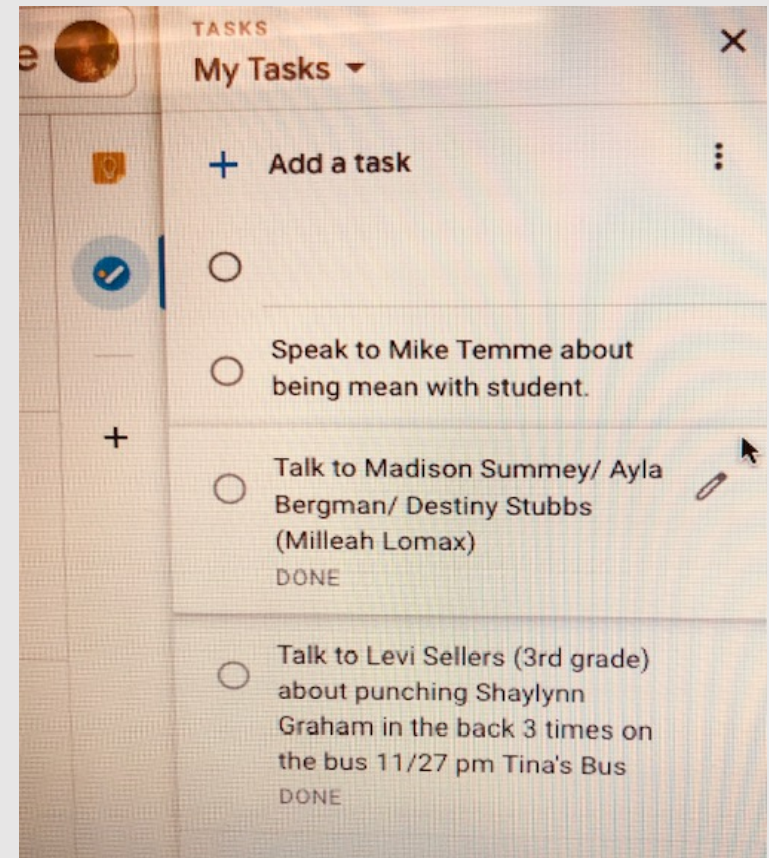 e
TASKS
My Tasks
Add a task
Speak to Mike Temme about
being mean with student.
Talk to Madison Summey/ Ayla
Bergman/ Destiny Stubbs
(Milleah Lomax)
DONE
Talk to Levi Sellers (3rd grade)
about punching Shaylynn
Graham in the back 3 times on
the bus 11/27 pm Tina's Bus
DONE